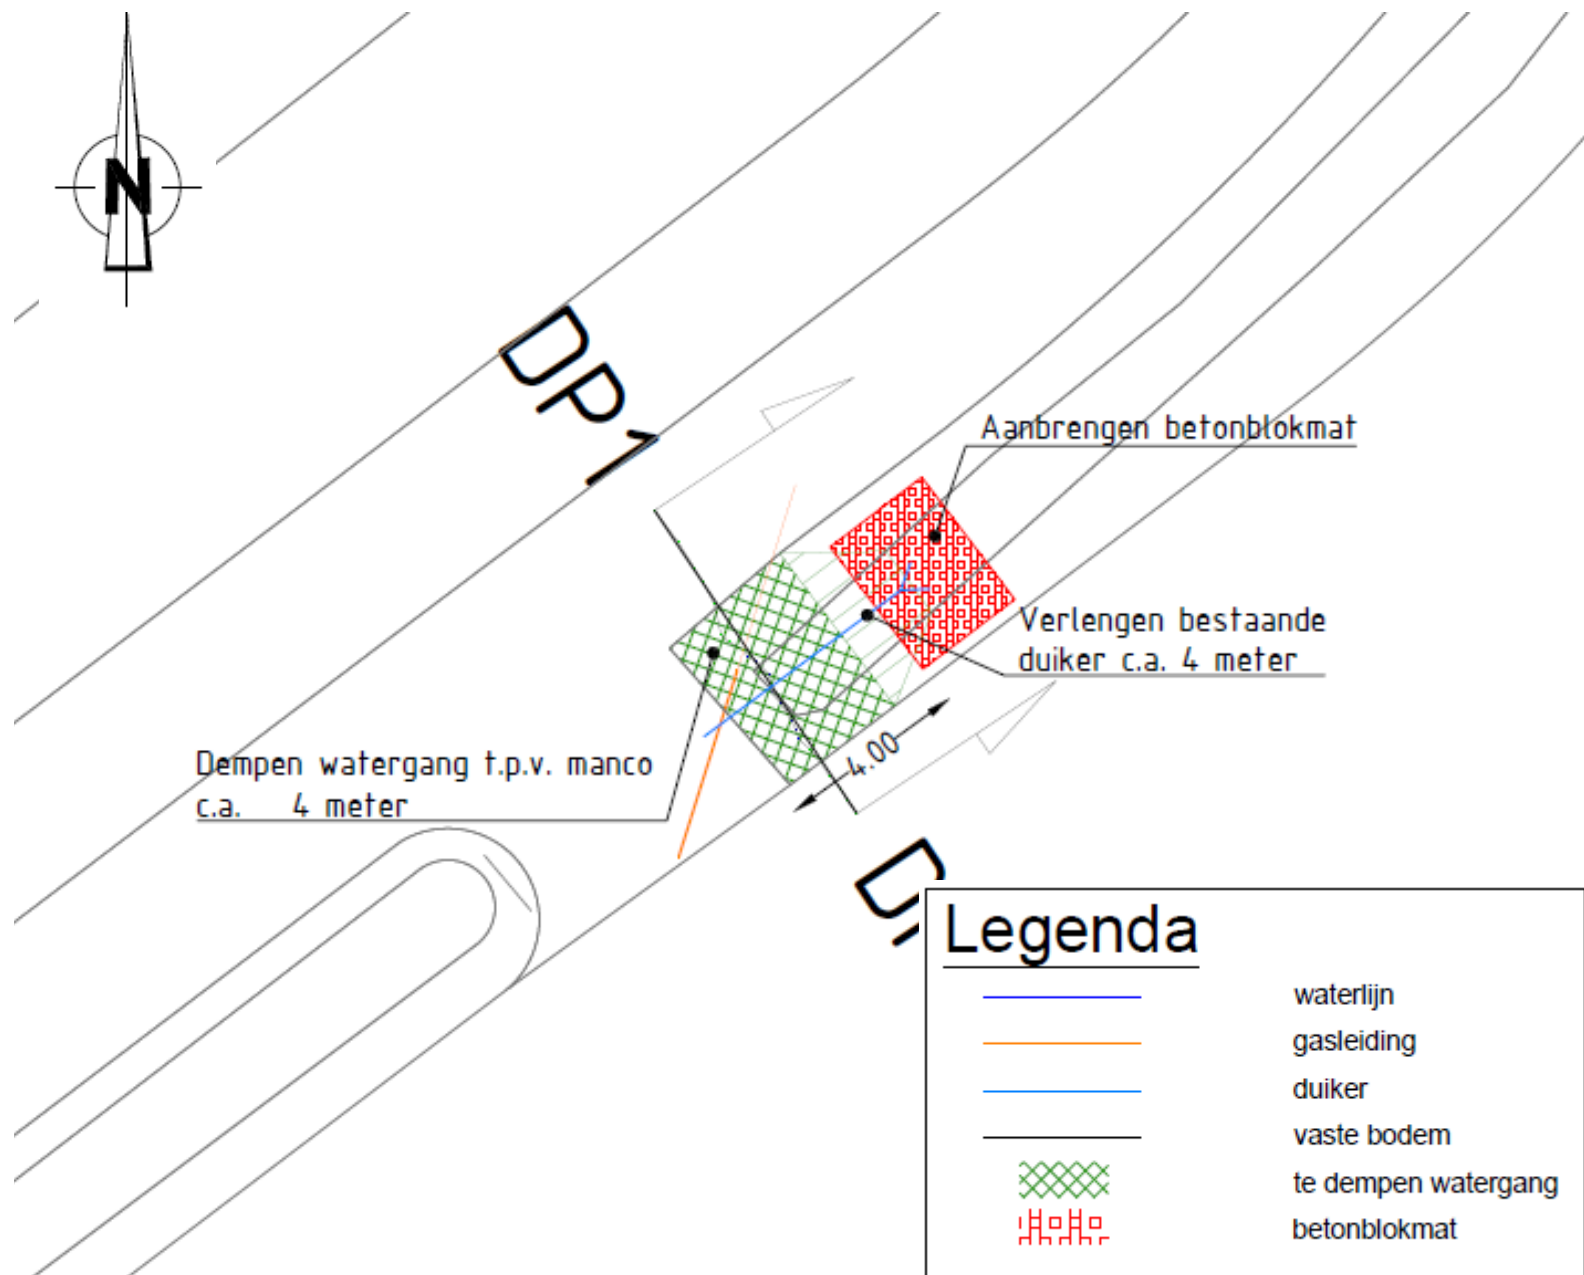 N
DP1
Aanbrengen betonblokmat
Verlengen bestaande
duiker c.a. 4 meter
Dempen watergang t.p.v. manco
c.a. 4 meter
4.00
Legenda
waterlijn
gasleiding
duiker
vaste bodem
te dempen watergang
betonblokmat